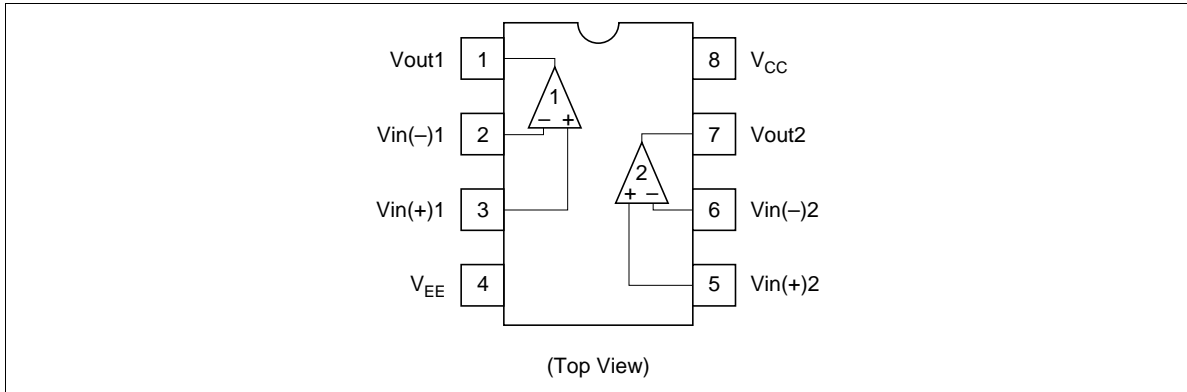 Vout1 1 8 VCC
1
− +
Vin(–)1 2 7 Vout2
2
+ −
Vin(+)1 3 6 Vin(–)2
VEE 4 5 Vin(+)2
(Top View)